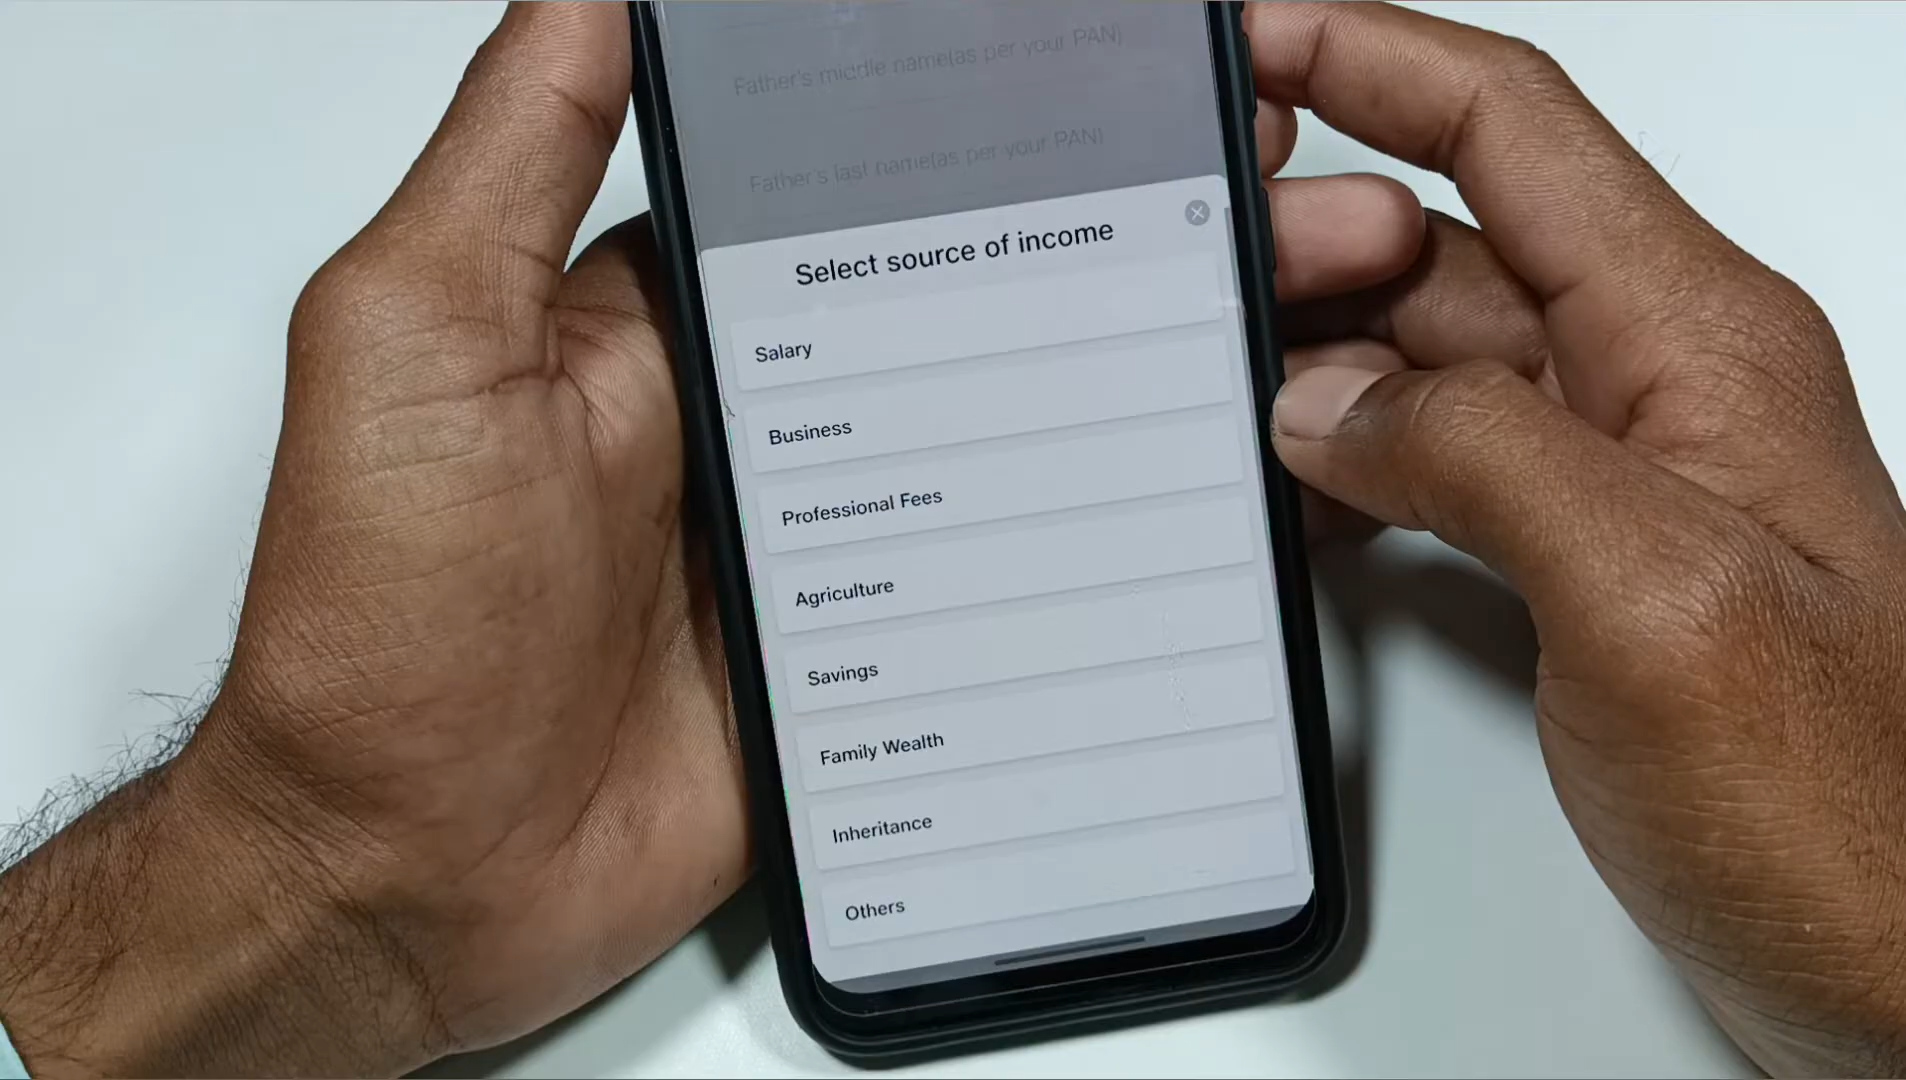 Father's middle name(as per your PAN)
Father's last name(as per your PAN)
Select source of income
Salary
Business
Professional Fees
Agriculture
Savings
Family Wealth
Inheritance
Others